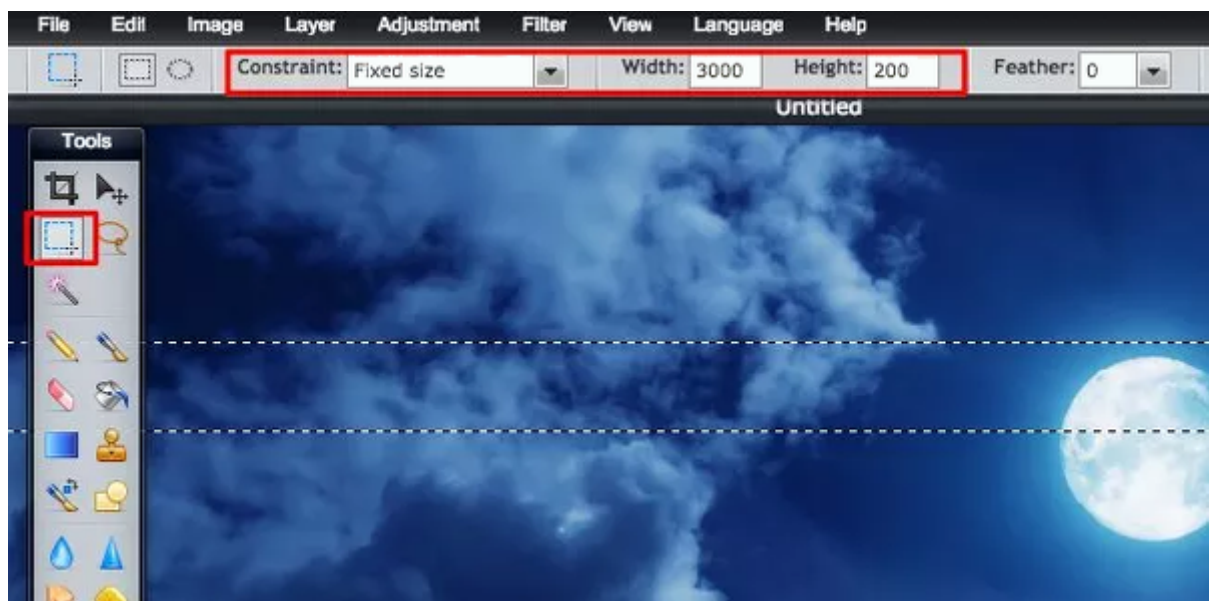 File Edit Image Layer Adjustment Filter View Language Help
Constraint: Fixed size Width: 3000 Height: 200 Feather: 0
Untitled
Tools